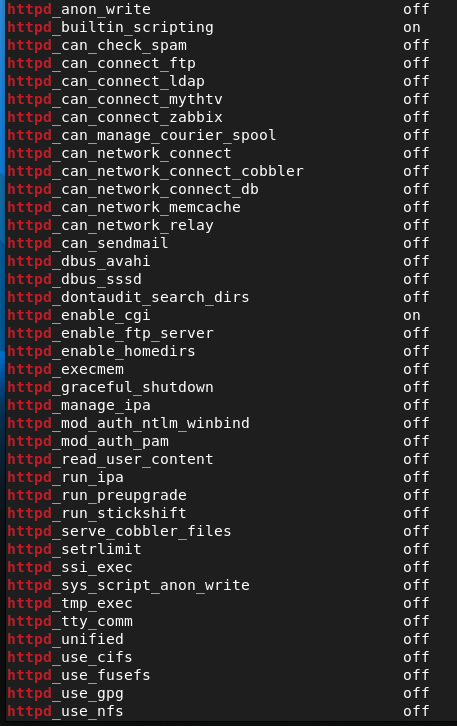 httpd_anon_write off
httpd_builtin_scripting on
httpd_can_check_spam off
httpd_can_connect_ftp off
httpd_can_connect_ldap off
httpd_can_connect_mythtv off
httpd_can_connect_zabbix off
httpd_can_manage_courier_spool off
httpd_can_network_connect off
httpd_can_network_connect_cobbler off
httpd_can_network_connect_db off
httpd_can_network_memcache off
httpd_can_network_relay off
httpd_can_sendmail off
httpd_dbus_avahi off
httpd_dbus_sssd off
httpd_dontaudit_search_dirs off
httpd_enable_cgi on
httpd_enable_ftp_server off
httpd_enable_homedirs off
httpd_execmem off
httpd_graceful_shutdown off
httpd_manage_ipa off
httpd_mod_auth_ntlm_winbind off
httpd_mod_auth_pam off
httpd_read_user_content off
httpd_run_ipa off
httpd_run_preupgrade off
httpd_run_stickshift off
httpd_serve_cobbler_files off
httpd_setrlimit off
httpd_ssi_exec off
httpd_sys_script_anon_write off
httpd_tmp_exec off
httpd_tty_comm off
httpd_unified off
httpd_use_cifs off
httpd_use_fusefs off
httpd_use_gpg off
httpd_use_nfs off